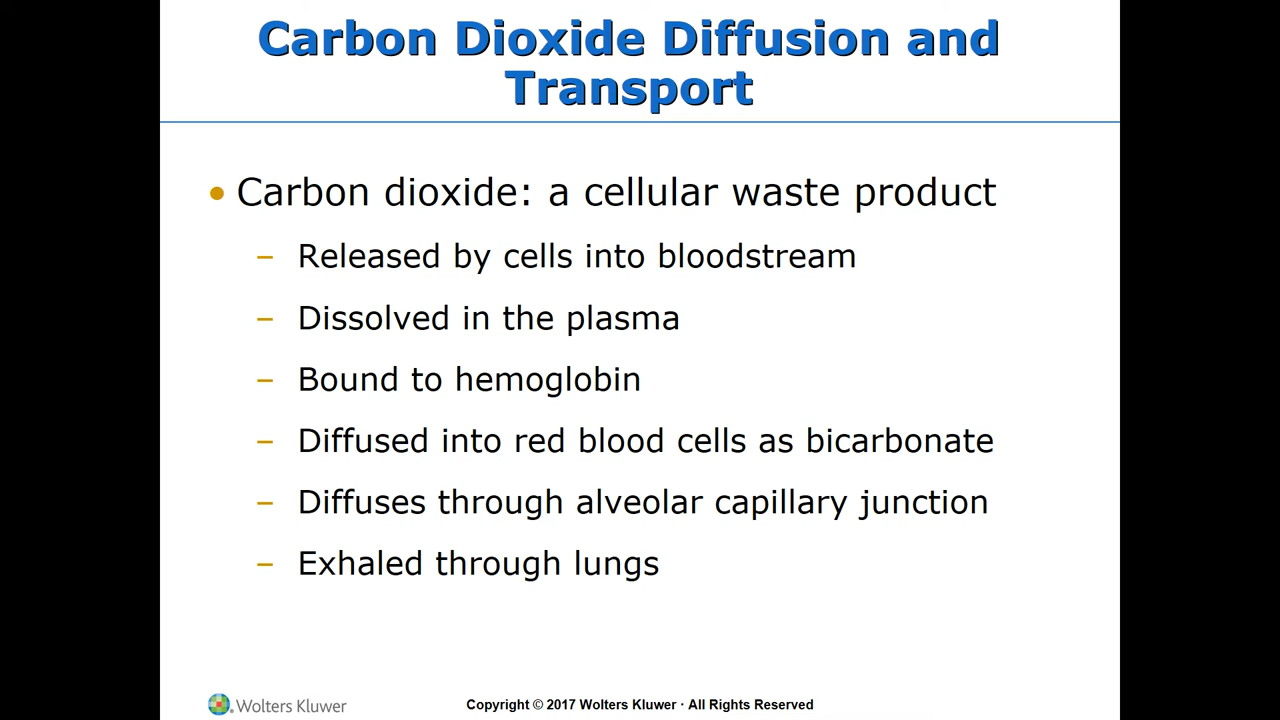 Carbon Dioxide Diffusion and
Transport
• Carbon dioxide: a cellular waste product
– Released by cells into bloodstream
– Dissolved in the plasma
– Bound to hemoglobin
– Diffused into red blood cells as bicarbonate
– Diffuses through alveolar capillary junction
– Exhaled through lungs
Wolters Kluwer
Copyright © 2017 Wolters Kluwer · All Rights Reserved